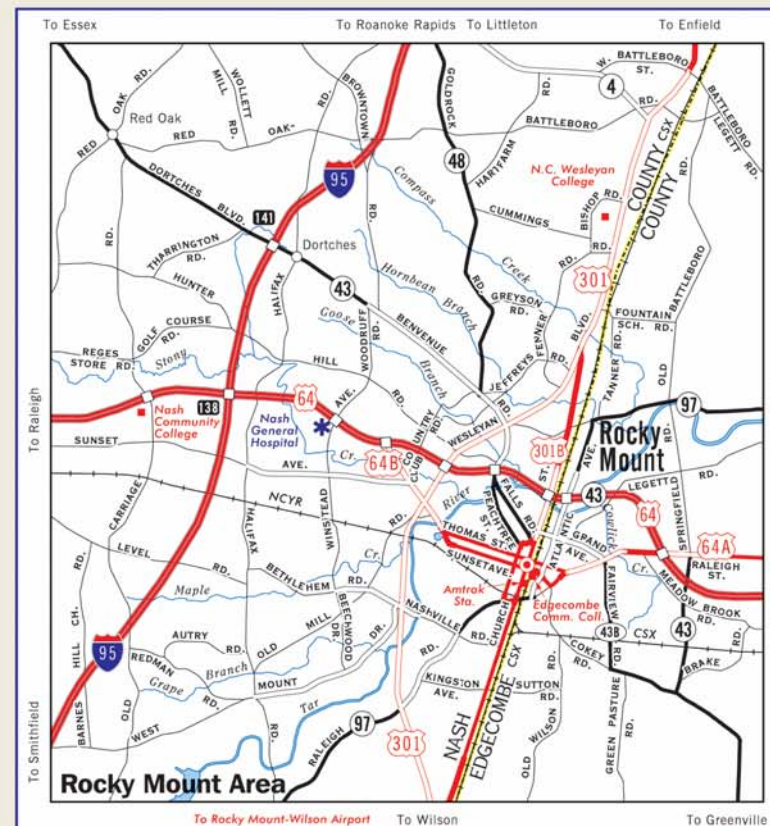 To Essex
To Roanoke Rapids
To Littleton
To Enfield
W. BATTLEBORO ST.
4
BATTLEBORO RD.
BATTLEBORO LEGETT RD.
OAK RD.
WOLLETT MILL RD.
BROWNTOWN RD.
GOLDROCK RD.
RD.
Red Oak
RED OAK- RD.
RED
48
HARTFARM RD.
N.C. Wesleyan
College
COUNTY CSX
COUNTY
DORTCHES BLVD.
95
Compass Creek
CUMMINGS RD.
BISHOP RD.
141
THARRINGTON RD.
Dortches
HALIFAX RD.
43
Hornbean Branch
301
HUNTER HILL RD.
Goose Branch
BENVENUE RD.
GREYSON RD.
FENNER RD.
BLVD.
FOUNTAIN SCH. RD.
OLD BATTLEBORO RD.
GOLF COURSE RD.
WOODRUFF RD.
JEFFREYS RD.
TANNER RD.
REGES STORE RD.
Stony Cr.
To Raleigh
64
138
Nash
Community
College
Nash
General
Hospital
AVE.
COUNTRY CLUB RD.
WESLEYAN
301B
97
Rocky
Mount
SUNSET AVE.
64B
ST.
AVE.
LEGETT RD.
43
CARRIAGE RD.
NCYR
WINSTEAD
River
FALLS RD.
PEACHTREE ST.
ATLANTIC
GRAND AVE.
Cowlick Cr.
64
SPRINGFIELD RD.
64A
RALEIGH ST.
THOMAS ST.
SUNSET AVE.
LEVEL RD.
HALIFAX RD.
BETHLEHEM RD.
Cr.
Maple
Amtrak
Sta.
Edgecombe
Comm. Coll.
FAIRVIEW RD.
MEADOW BROOK RD.
NASHVILLE RD.
CHURCH
43B
CSX
43
HILL CH. RD.
BARNES
AUTRY RD.
OLD MILL RD.
BEECHWOOD DR.
DR.
COKEY RD.
BRAKE RD.
95
REDMAN RD.
Grape Branch
MOUNT
KINGSTON AVE.
SUTTON RD.
CSX
OLD
WEST
Tar
RALEIGH RD.
97
301
NASH
EDGECOMBE
OLD WILSON RD.
GREEN PASTURE RD.
To Smithfield
Rocky Mount Area
To Rocky Mount-Wilson Airport
To Wilson
To Greenville